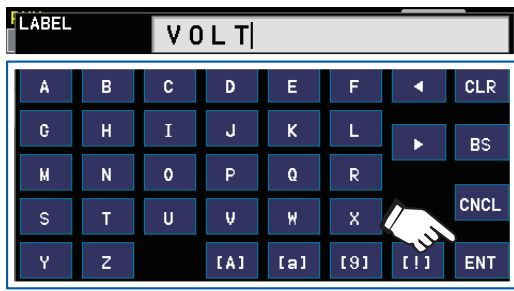 LABEL
VOLT
A B C D E F ◀ CLR
G H I J K L ▶ BS
M N O P Q R
S T U V W X CNCL
Y Z [A] [a] [9] [!] ENT